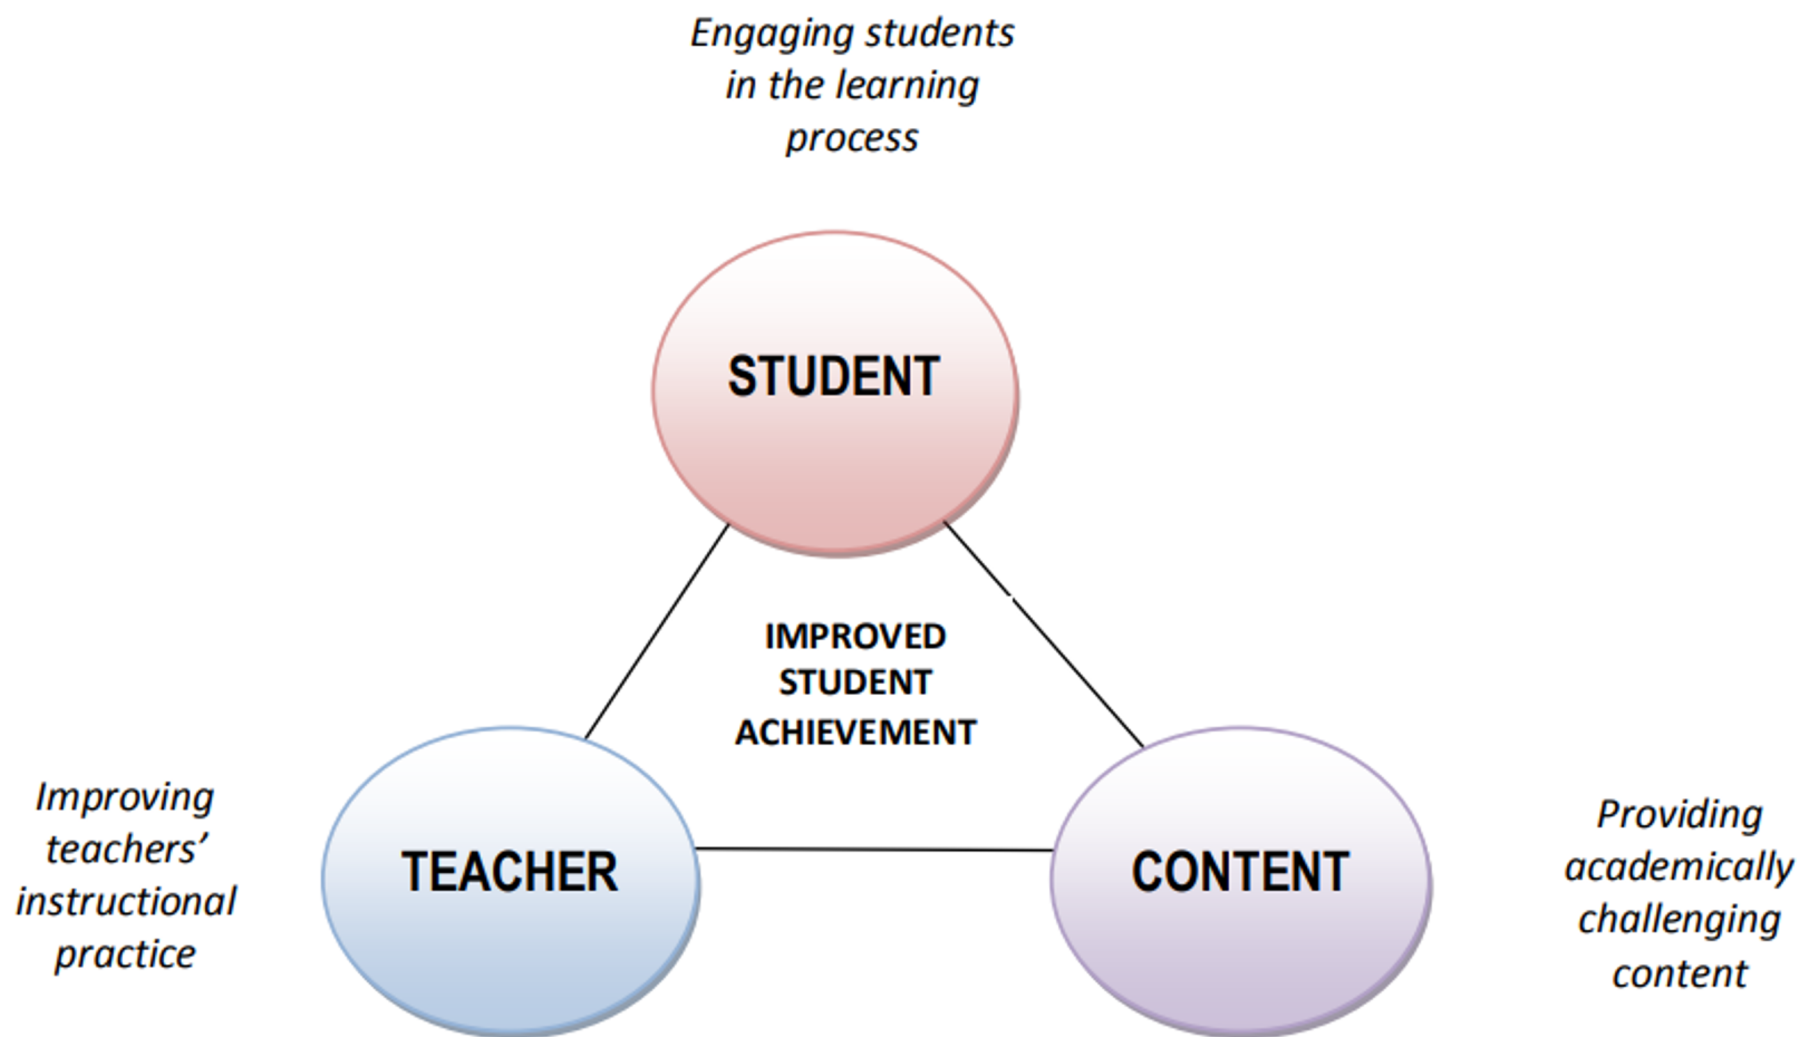 Engaging students
in the learning
process
STUDENT
IMPROVED
STUDENT
ACHIEVEMENT
Improving
teachers’
instructional
practice
TEACHER
CONTENT
Providing
academically
challenging
content